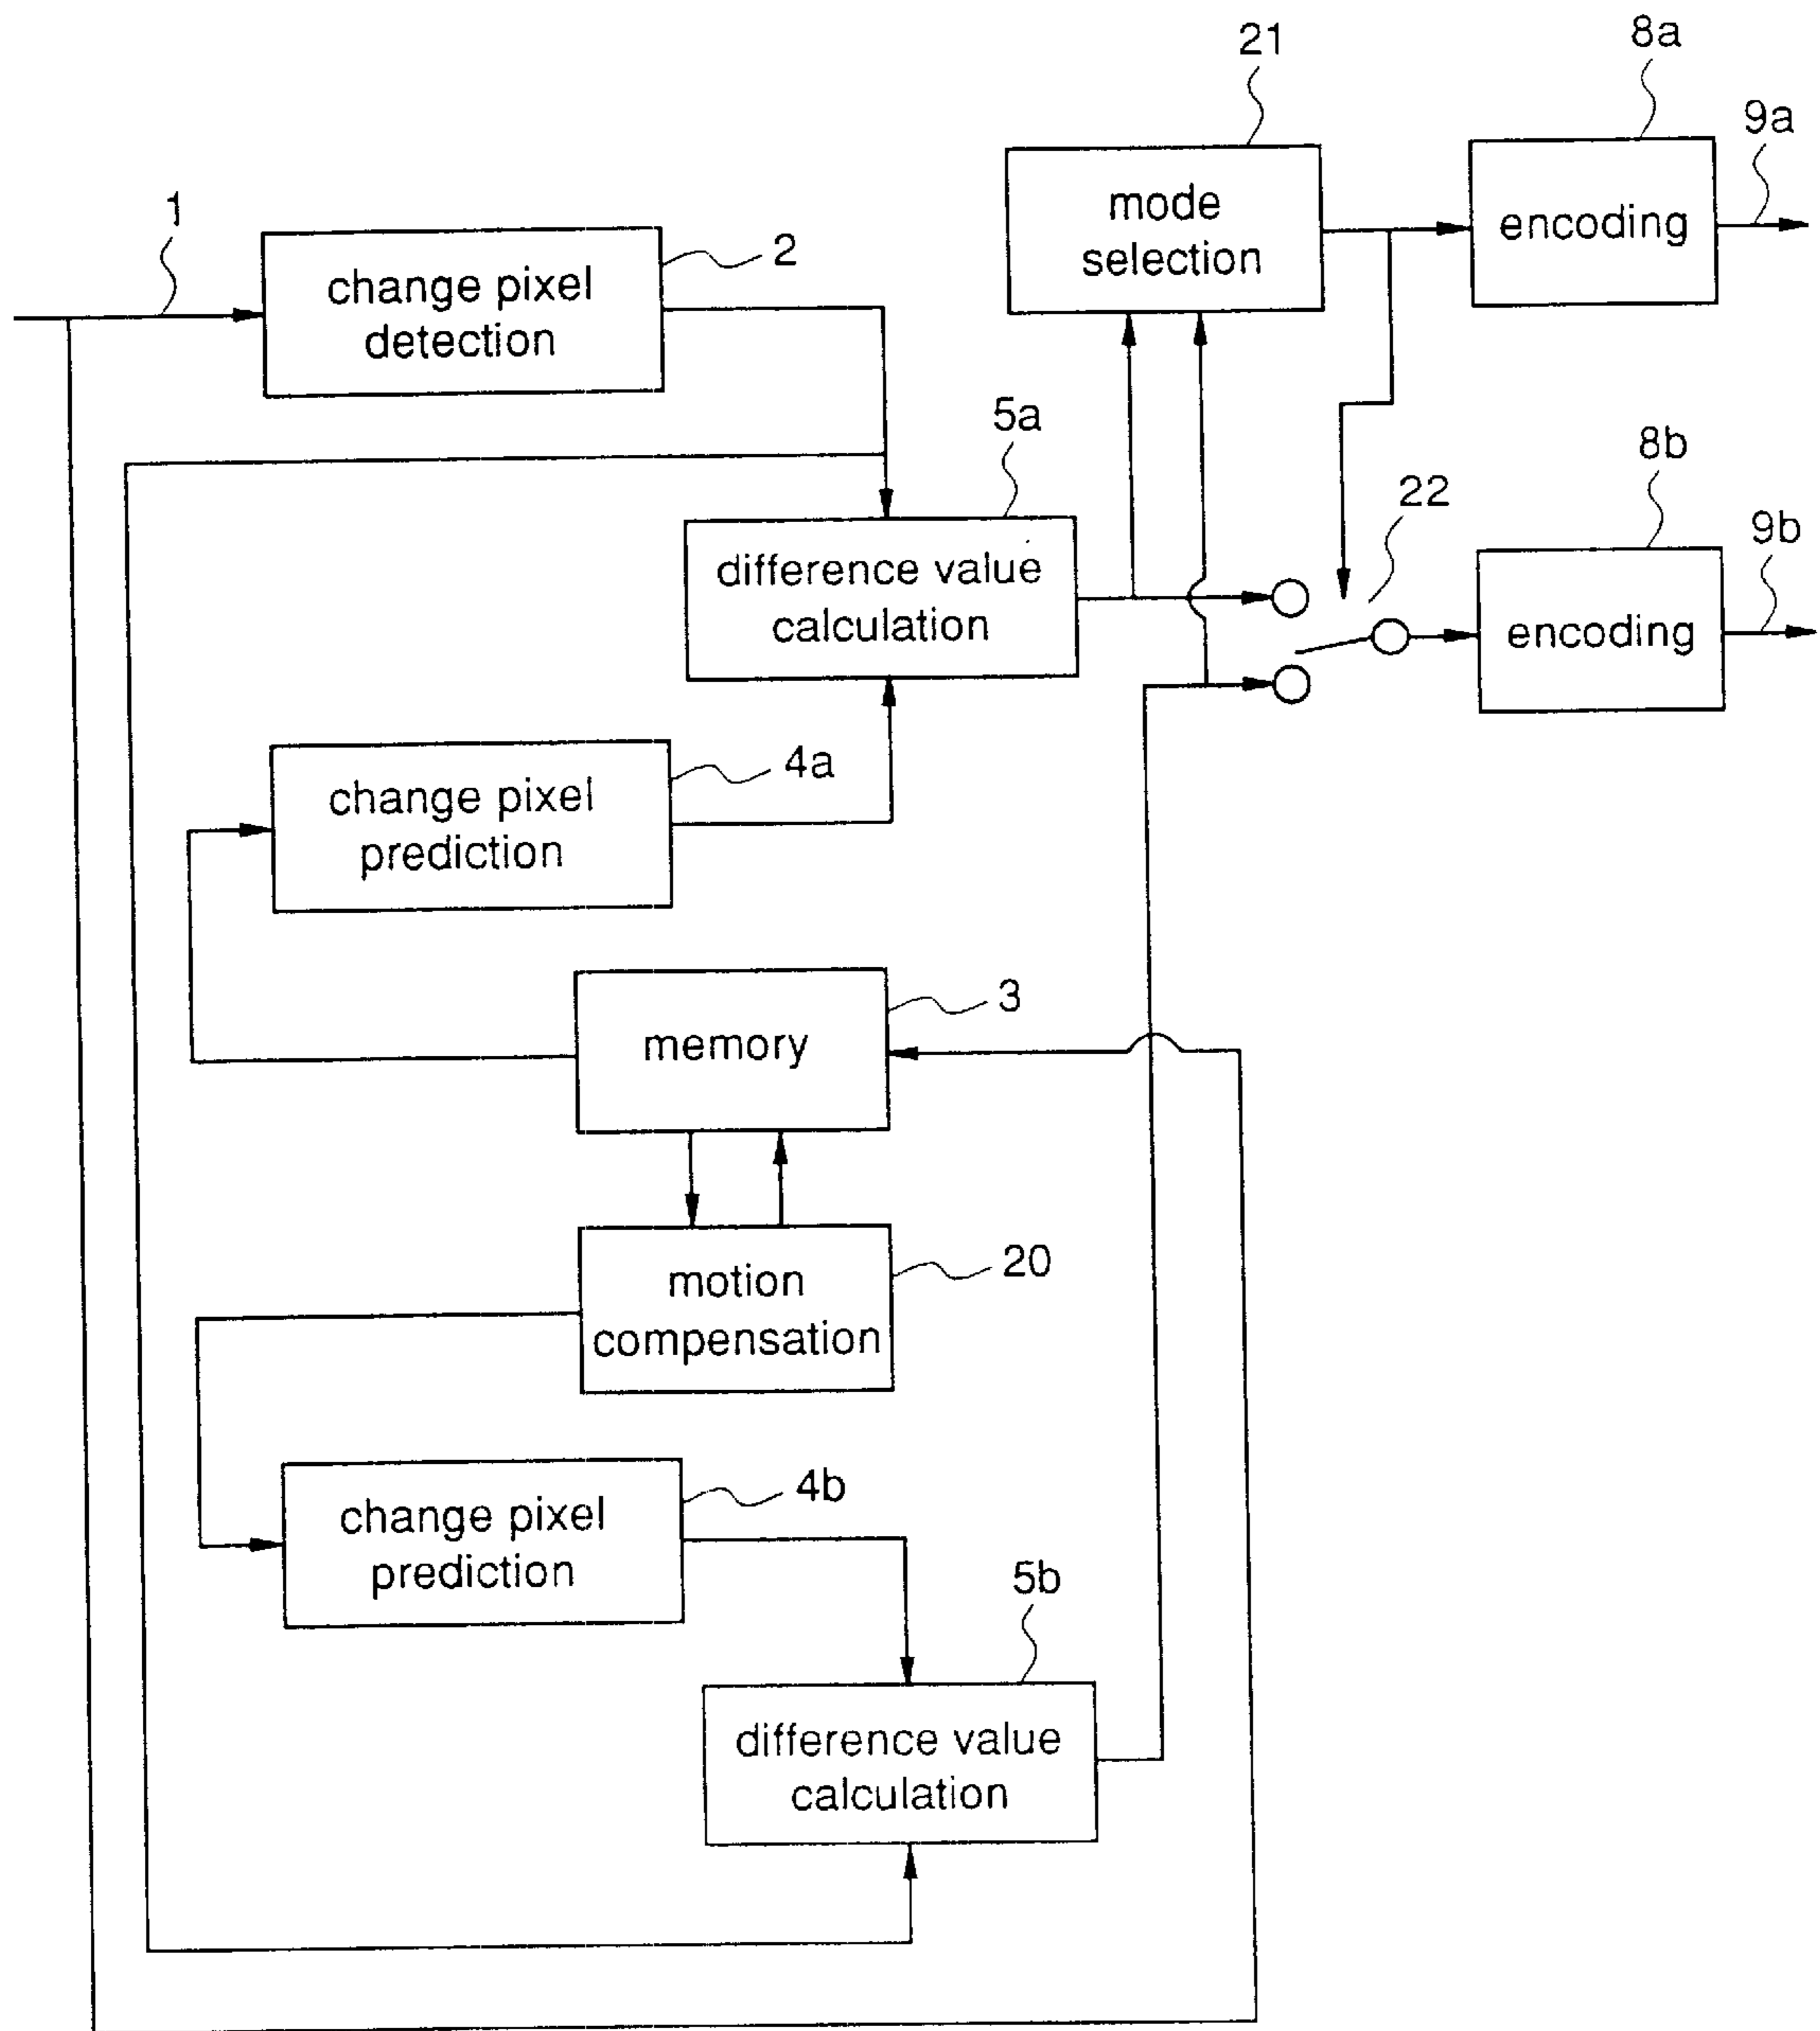 21
8a
9a
mode
selection
encoding
1
2
change pixel
detection
5a
8b
22
9b
difference value
calculation
encoding
4a
change pixel
prediction
3
memory
20
motion
compensation
4b
change pixel
prediction
5b
difference value
calculation